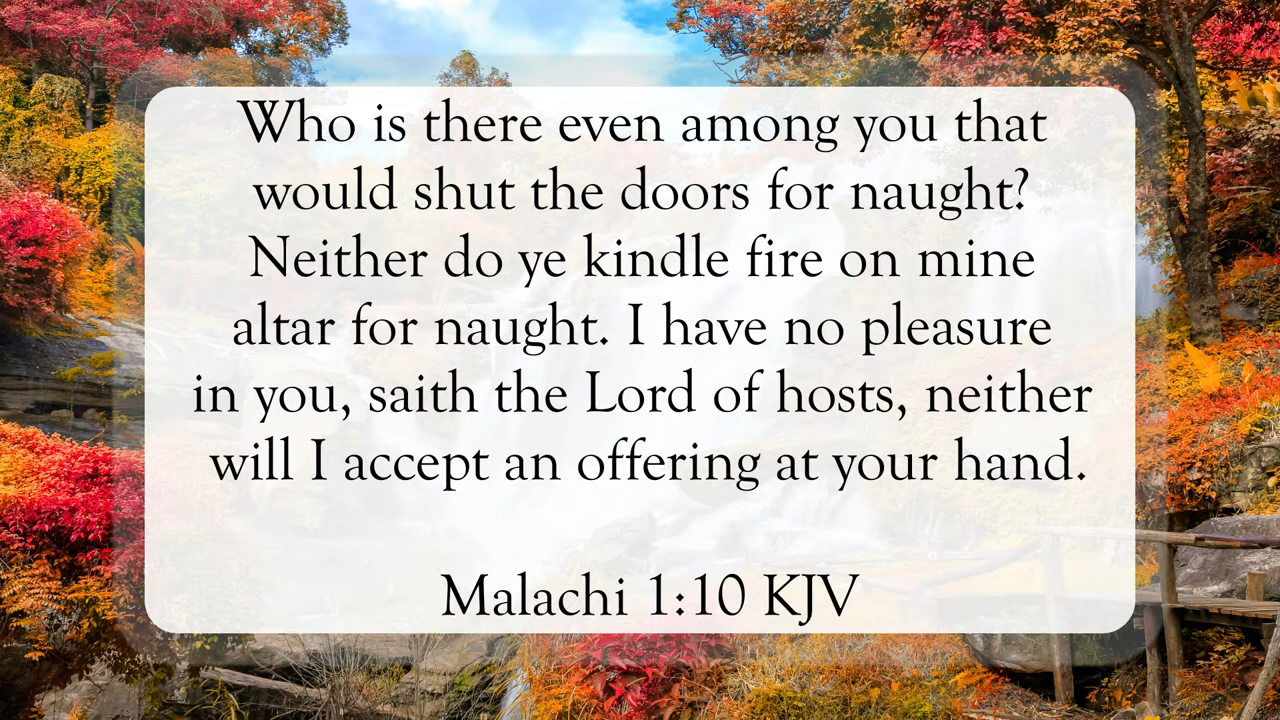 Who is there even among you that
would shut the doors for naught?
Neither do ye kindle fire on mine
altar for naught. I have no pleasure
in you, saith the Lord of hosts, neither
will I accept an offering at your hand.
Malachi 1:10 KJV